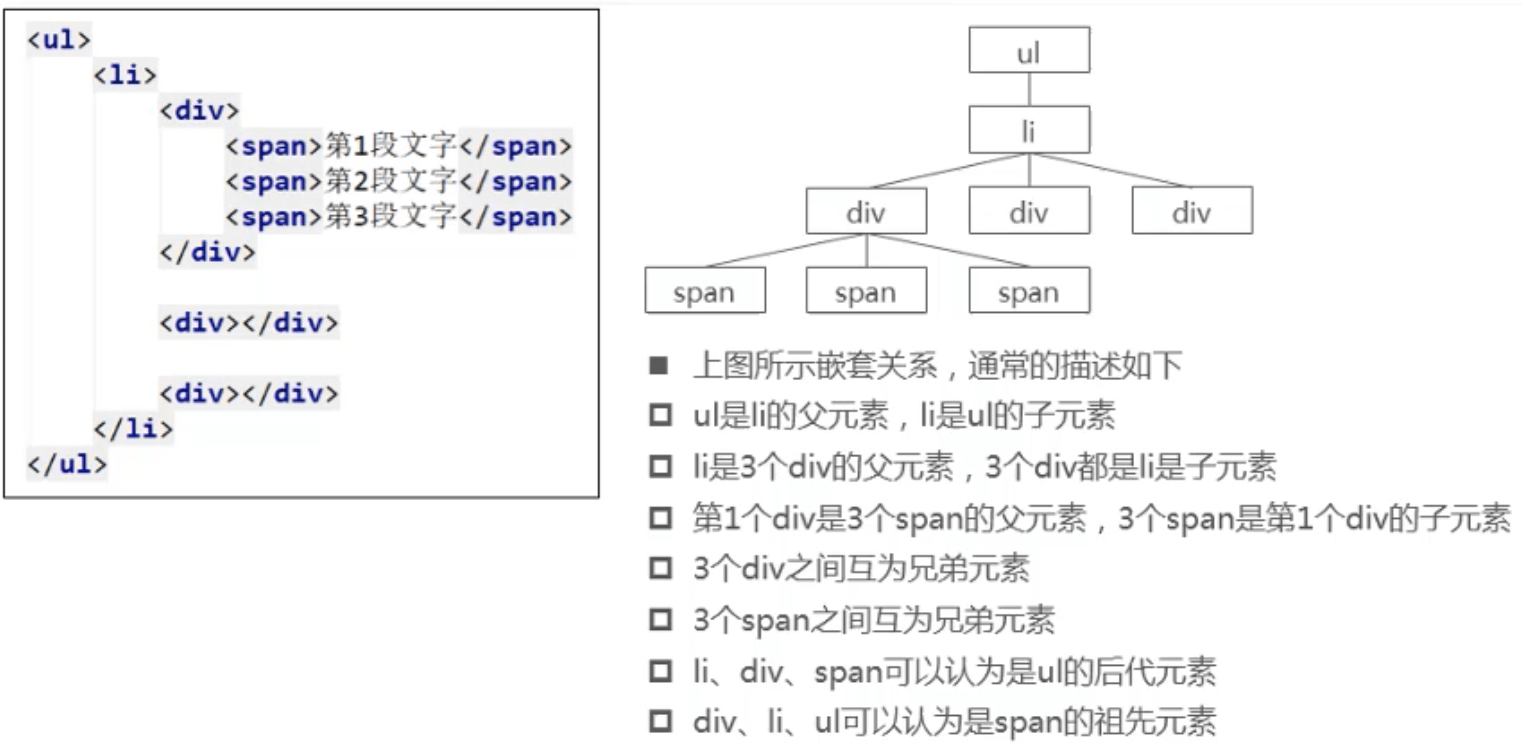 <ul>
<li>
<div>
<span>第1段文字</span>
<span>第2段文字</span>
<span>第3段文字</span>
</div>
<div></div>
<div></div>
</li>
</ul>
ul
li
div div div
span span span
上图所示嵌套关系，通常的描述如下
ul是li的父元素，li是ul的子元素
li是3个div的父元素，3个div都是li是子元素
第1个div是3个span的父元素，3个span是第1个div的子元素
3个div之间互为兄弟元素
3个span之间互为兄弟元素
li、div、span可以认为是ul的后代元素
div、li、ul可以认为是span的祖先元素